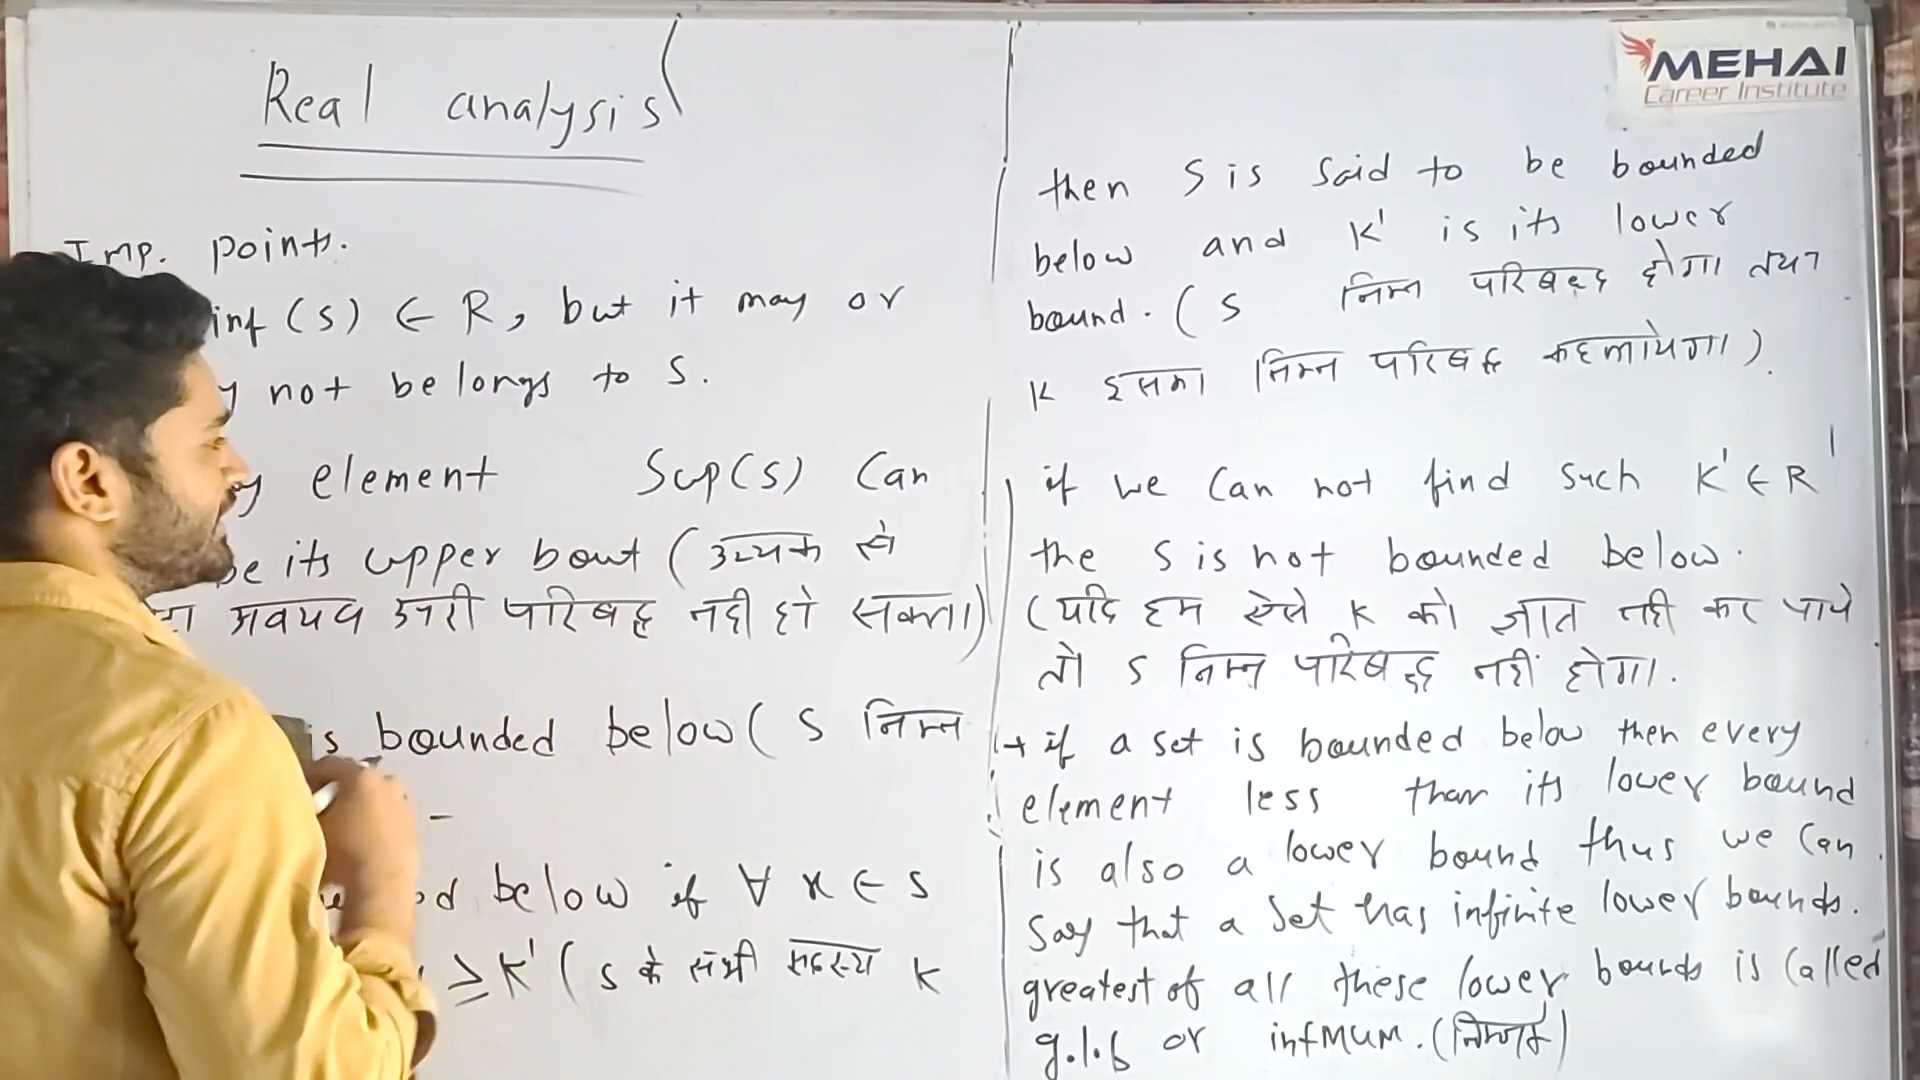 Real analysis
Imp. points.
inf (s) ∈ R, but it may or
not belongs to S.
element Sup(s) can
be its upper bout (उच्चक से
अवयव उपरी परिबद्ध नही हो सकता)
is bounded below ( S निम्न
below if ∀ x ∈ S
≥ K' ( S के सभी सदस्य K
MEHAI
Career Institute
then S is said to be bounded
below and K' is its lower
bound. ( S निम्न परिबद्द होगा तथा
K इसका निम्न परिबद्ध कहलायेगा).
if we can not find such K' ∈ R
the S is not bounded below.
(यदि हम ऐसे K को ज्ञात नही कर पाये
तो S निम्न परिबद्द नहीं होगा.
→ if a set is bounded below then every
element less than its lower bound
is also a lower bound thus we can
say that a set has infinite lower bounds.
greatest of all these lower bounds is called
g.l.b or infmum. (निम्नक)